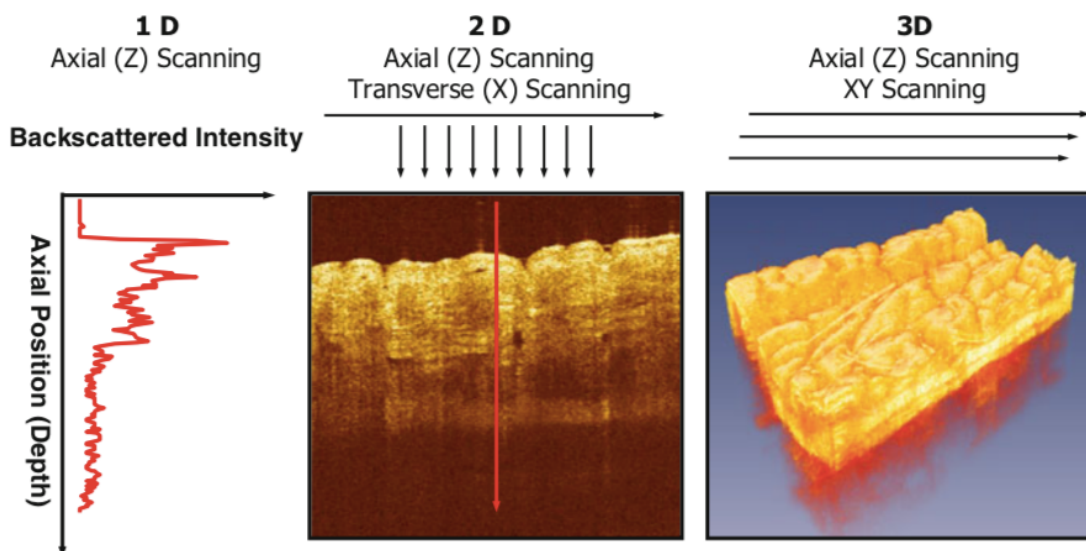 1 D
Axial (Z) Scanning
2 D
Axial (Z) Scanning
Transverse (X) Scanning
3D
Axial (Z) Scanning
XY Scanning
Backscattered Intensity
Axial Position (Depth)